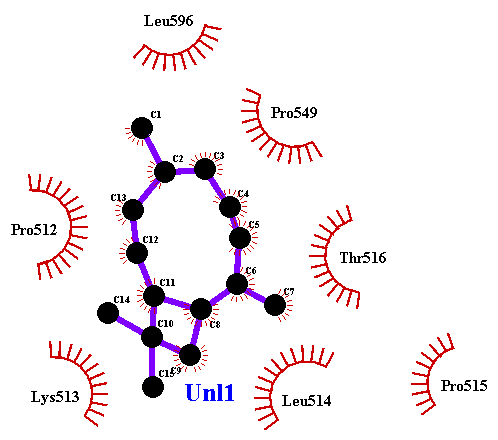 Leu596
C1
Pro549
C2
C3
C13
C4
Pro512
C5
C12
Thr516
C6
C11
C7
C14
C8
C10
C9
C15
Unl1
Lys513
Leu514
Pro515